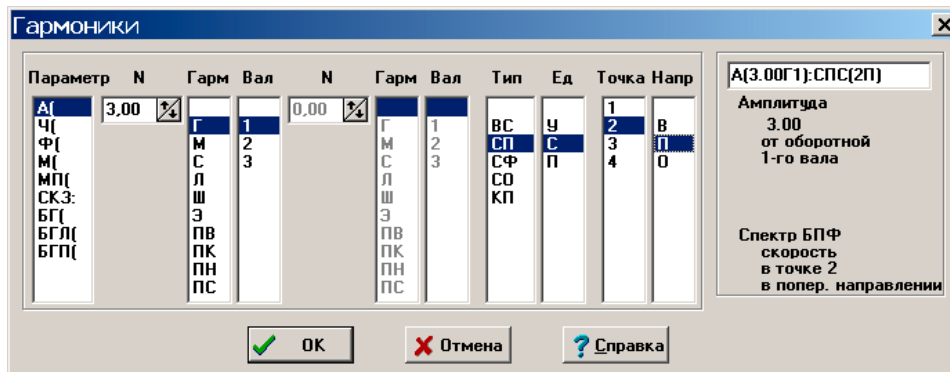 Гармоники
Параметр N Гарм Вал N Гарм Вал Тип Ед Точка Напр
А(
Ч(
Ф(
М(
МП(
СКЗ:
БГ(
БГЛ(
БГП(
3,00
Г
М
С
Л
Ш
Э
ПВ
ПК
ПН
ПС
1
2
3
0,00
Г
М
С
Л
Ш
Э
ПВ
ПК
ПН
ПС
1
2
3
ВС
СП
СФ
СО
КП
У
С
П
1
2
3
4
В
П
О
А(3.00Г1):СПС(2П)
Амплитуда
3.00
от оборотной
1-го вала
Спектр БПФ
скорость
в точке 2
в попер. направлении
OK
Отмена
? Справка